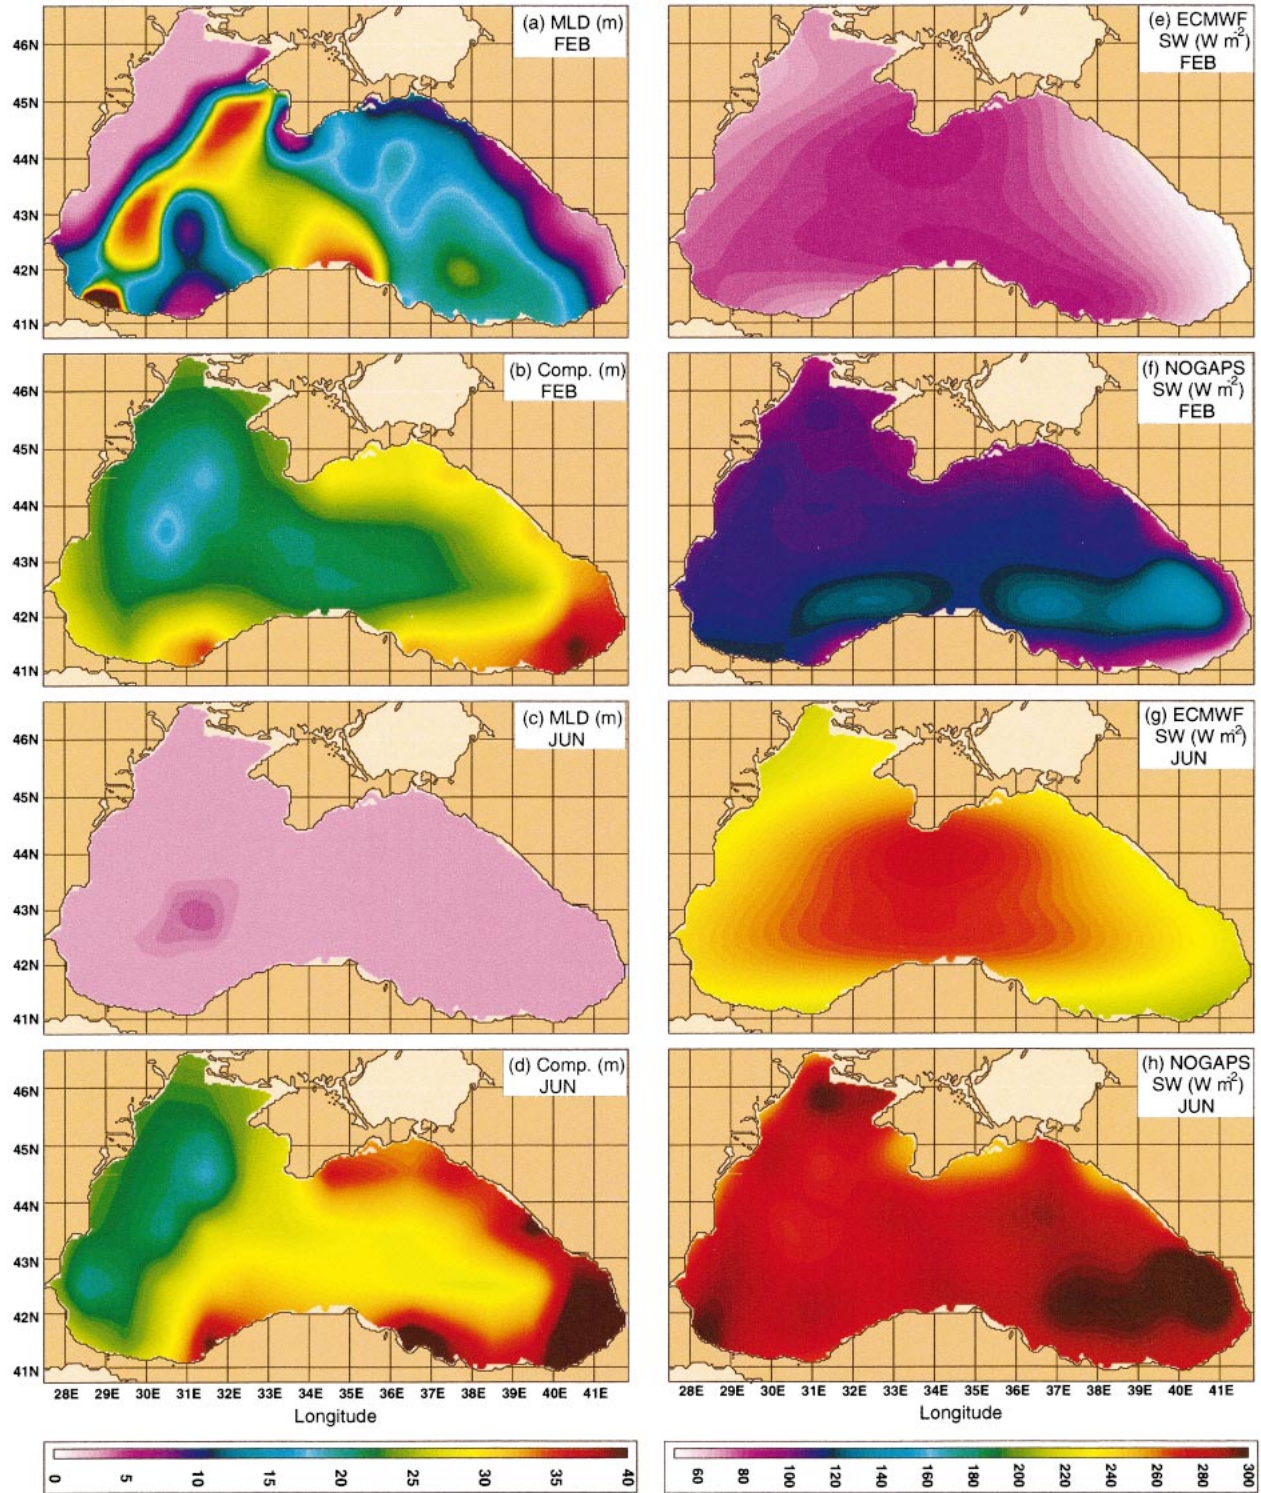 (a) MLD (m)
FEB
46N
45N
44N
43N
42N
41N
(e) ECMWF
SW (W m-2)
FEB
(b) Comp. (m)
FEB
46N
45N
44N
43N
42N
41N
(f) NOGAPS
SW (W m-2)
FEB
(c) MLD (m)
JUN
46N
45N
44N
43N
42N
41N
(g) ECMWF
SW (W m2)
JUN
(d) Comp. (m)
JUN
46N
45N
44N
43N
42N
41N
(h) NOGAPS
SW (W m2)
JUN
28E 29E 30E 31E 32E 33E 34E 35E 36E 37E 38E 39E 40E 41E
Longitude
28E 29E 30E 31E 32E 33E 34E 35E 36E 37E 38E 39E 40E 41E
Longitude
0 5 10 15 20 25 30 35 40
60 80 100 120 140 160 180 200 220 240 260 280 300